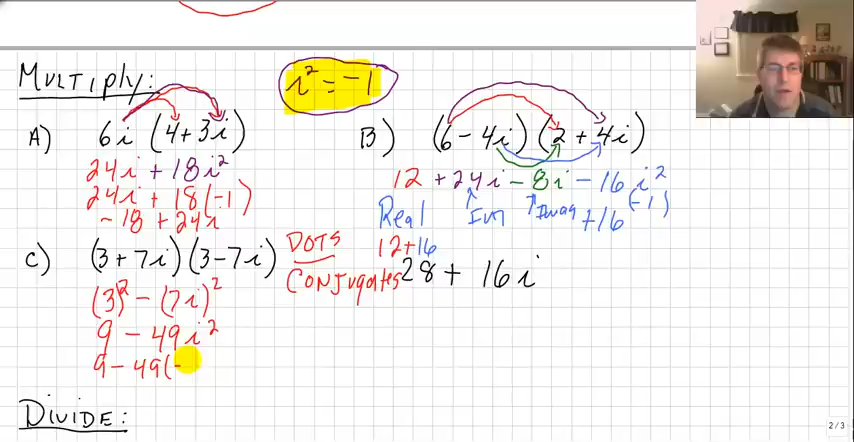 MULTIPLY:
i² = -1
A) 6i (4+3i)
24i + 18i²
24i + 18(-1)
-18 + 24i
B) (6 - 4i)(2 + 4i)
12 + 24i - 8i - 16i²
Real Im Imag +16 (-1)
12+16
28 + 16i
C) (3+7i)(3-7i) DOTS
CONJUGATES
(3)² - (7i)²
9 - 49i²
9 - 49(-
DIVIDE:
2/3